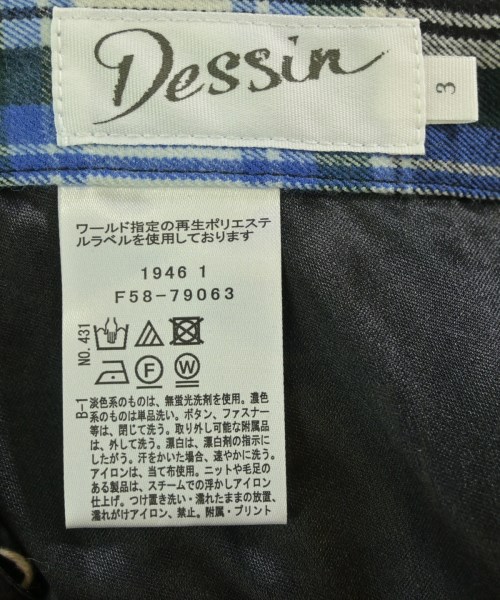 Dessin
3
ワールド指定の再生ポリエステ
ルラベルを使用しております
1946 1
F58-79063
NO.431
F
W
B-1
淡色系のものは、無蛍光洗剤を使用。濃色
系のものは単品洗い。ボタン、ファスナー
等は、閉じて洗う。取り外し可能な附属品
は、外して洗う。漂白は、漂白剤の指示に
したがう。汗をかいた場合、速やかに洗う。
アイロンは、当て布使用。ニットや毛足の
ある製品は、スチームでの浮かしアイロン
仕上げ。つけ置き洗い・濡れたままの放置、
濡れがけアイロン、禁止。附属・プリント